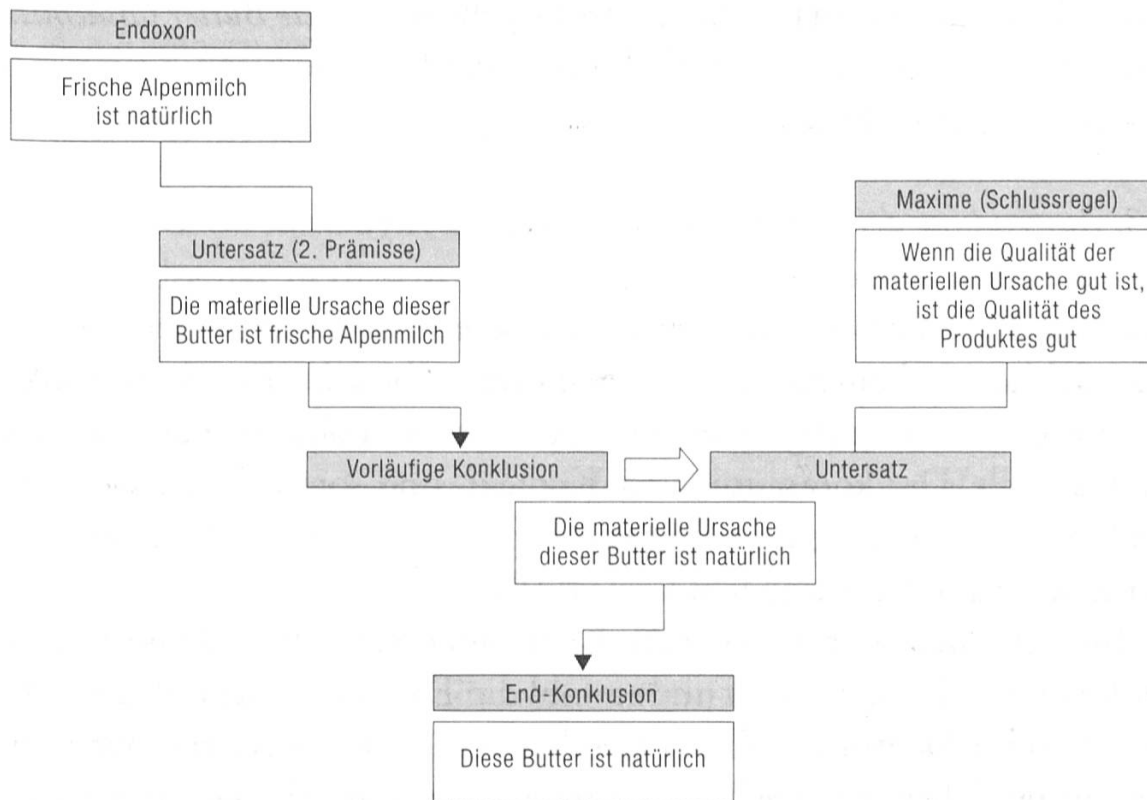 Endoxon
Frische Alpenmilch
ist natürlich
Maxime (Schlussregel)
Wenn die Qualität der
materiellen Ursache gut ist,
ist die Qualität des
Produktes gut
Untersatz (2. Prämisse)
Die materielle Ursache dieser
Butter ist frische Alpenmilch
Vorläufige Konklusion
Untersatz
Die materielle Ursache
dieser Butter ist natürlich
End-Konklusion
Diese Butter ist natürlich